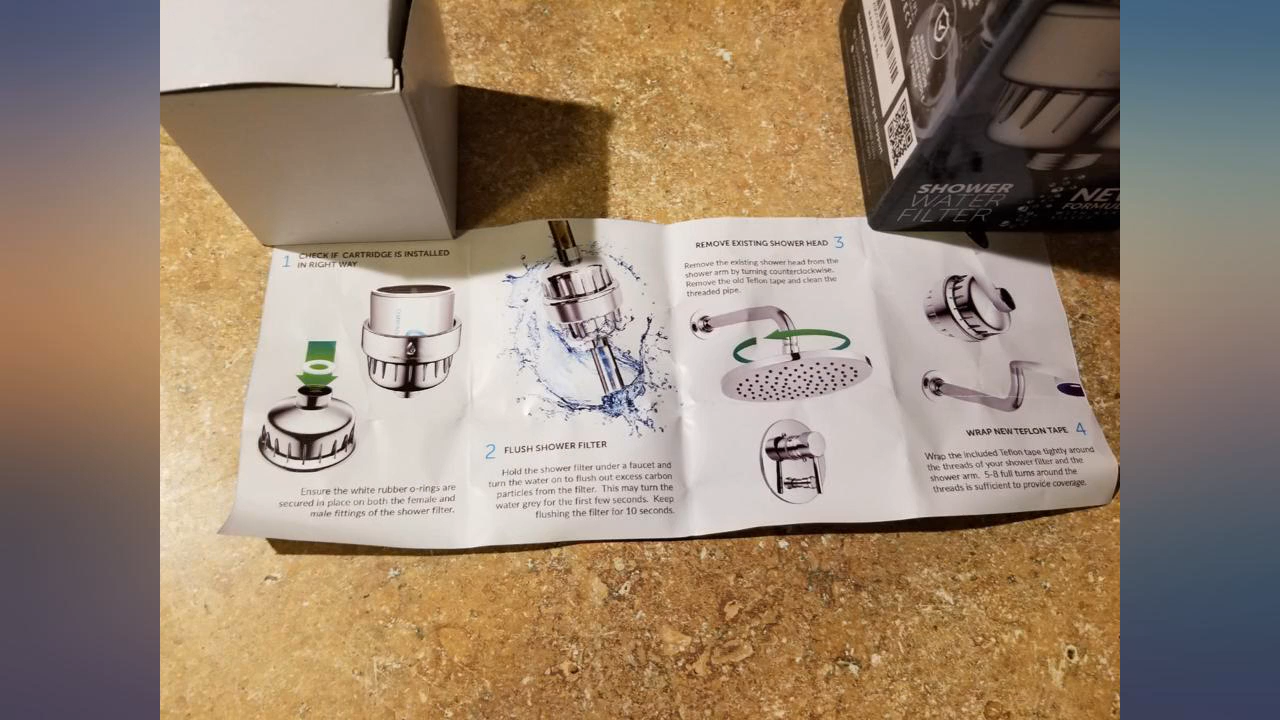 SHOWER
WATER
FILTER
NE
FORMU
1 CHECK IF CARTRIDGE IS INSTALLED
IN RIGHT WAY
Ensure the white rubber o-rings are
secured in place on both the female and
male fittings of the shower filter.
2 FLUSH SHOWER FILTER
Hold the shower filter under a faucet and
turn the water on to flush out excess carbon
particles from the filter. This may turn the
water grey for the first few seconds. Keep
flushing the filter for 10 seconds.
REMOVE EXISTING SHOWER HEAD 3
Remove the existing shower head from the
shower arm by turning counterclockwise.
Remove the old Teflon tape and clean the
threaded pipe.
WRAP NEW TEFLON TAPE 4
Wrap the included Teflon tape tightly around
the threads of your shower filter and the
shower arm. 5-8 full turns around the
threads is sufficient to provide coverage.